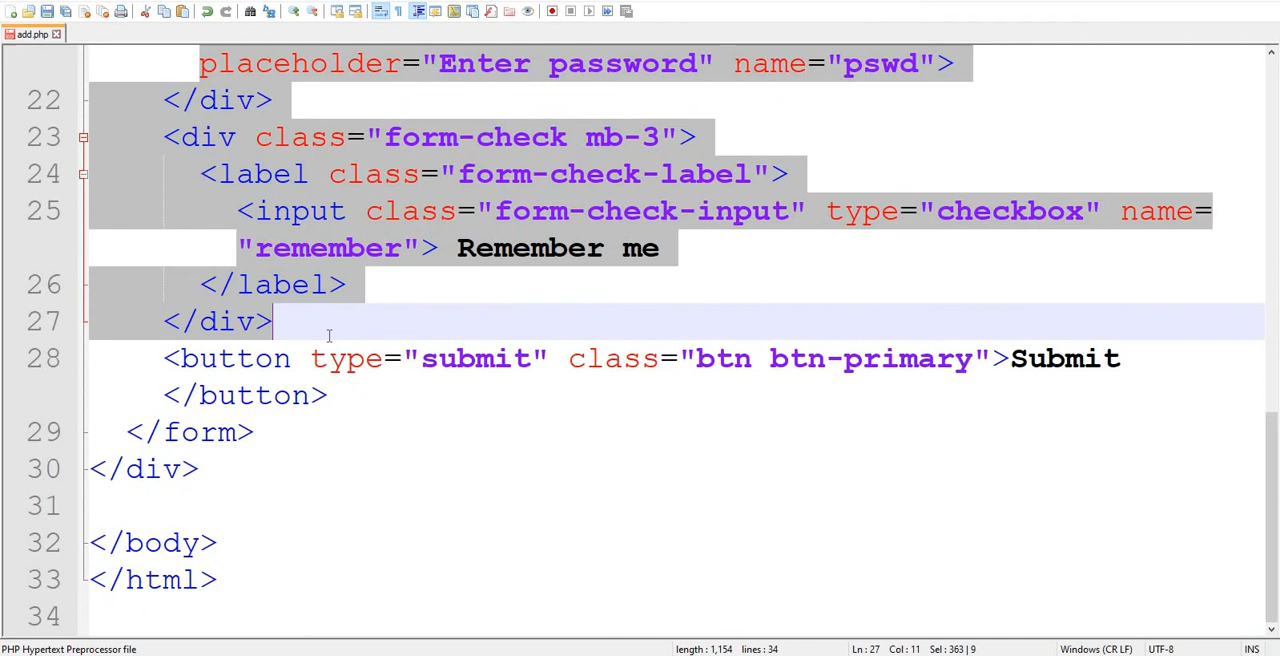 add.php
placeholder="Enter password" name="pswd">
22 </div>
23 <div class="form-check mb-3">
24 <label class="form-check-label">
25 <input class="form-check-input" type="checkbox" name=
"remember"> Remember me
26 </label>
27 </div>
28 <button type="submit" class="btn btn-primary">Submit
</button>
29 </form>
30 </div>
31
32 </body>
33 </html>
34
PHP Hypertext Preprocessor file length : 1,154 lines : 34 Ln : 27 Col : 11 Sel : 363 | 9 Windows (CR LF) UTF-8 INS